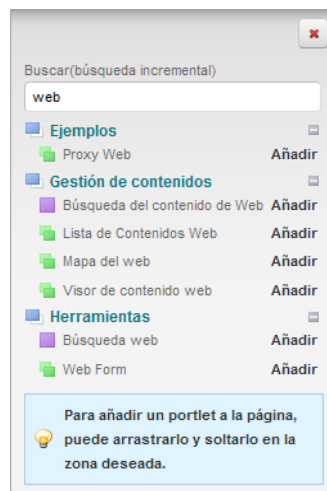 Buscar(búsqueda incremental)
web
Ejemplos
Proxy Web Añadir
Gestión de contenidos
Búsqueda del contenido de Web Añadir
Lista de Contenidos Web Añadir
Mapa del web Añadir
Visor de contenido web Añadir
Herramientas
Búsqueda web Añadir
Web Form Añadir
Para añadir un portlet a la página,
puede arrastrarlo y soltarlo en la
zona deseada.